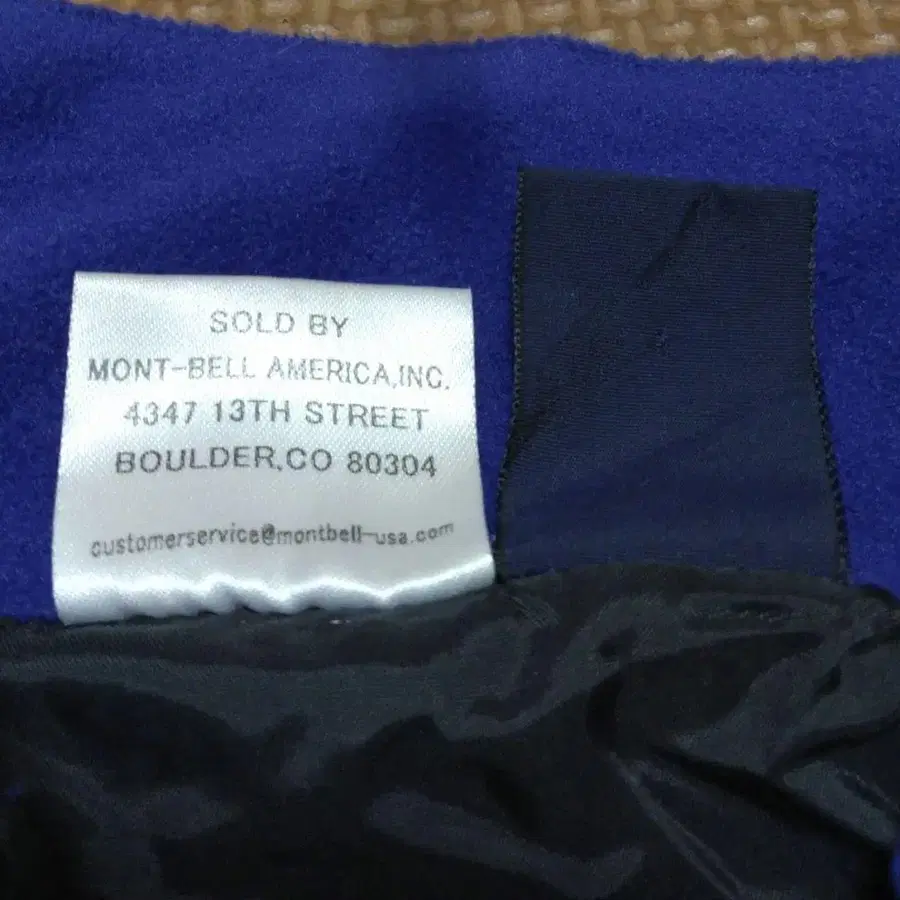 SOLD BY
MONT-BELL AMERICA,INC.
4347 13TH STREET
BOULDER,CO 80304
customerservice@montbell-usa.com